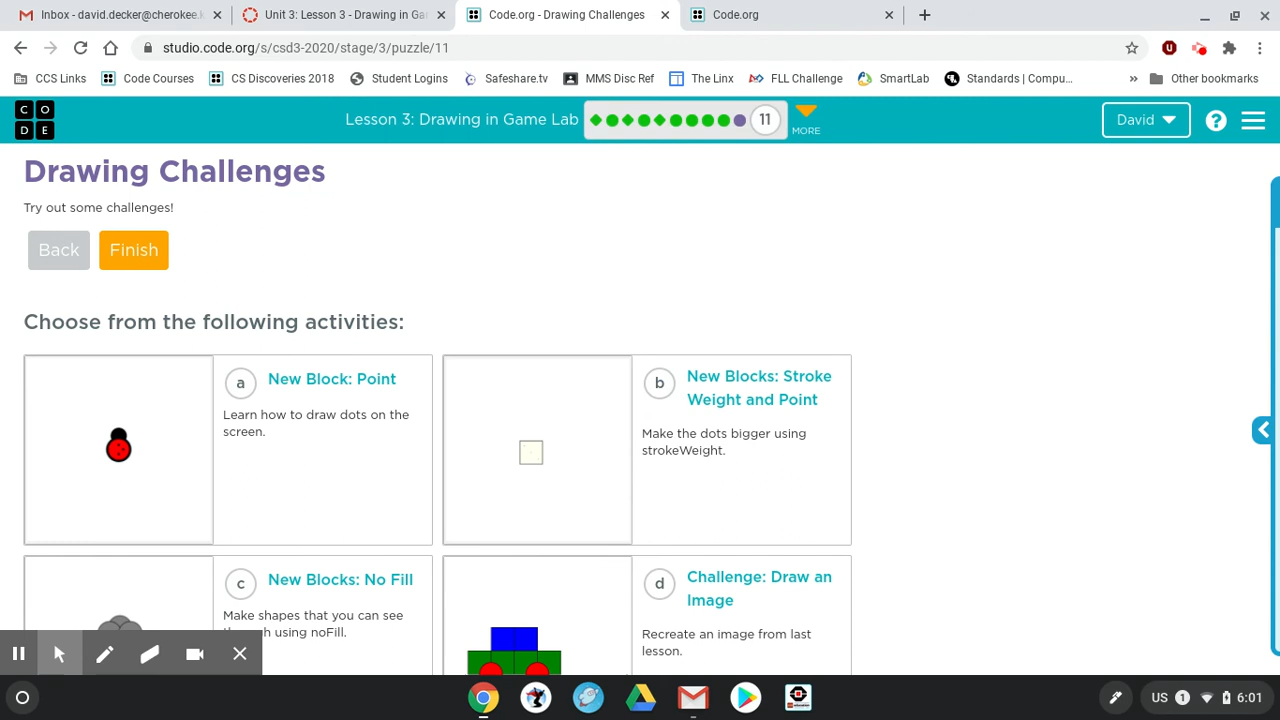 Inbox - david.decker@cherokee.k
Unit 3: Lesson 3 - Drawing in Gar
Code.org - Drawing Challenges
Code.org
studio.code.org/s/csd3-2020/stage/3/puzzle/11
CCS Links
Code Courses
CS Discoveries 2018
Student Logins
Safeshare.tv
MMS Disc Ref
The Linx
FLL Challenge
SmartLab
Standards | Compu...
Other bookmarks
C O
D E
Lesson 3: Drawing in Game Lab
11
MORE
David
Drawing Challenges
Try out some challenges!
Back
Finish
Choose from the following activities:
a
New Block: Point
Learn how to draw dots on the
screen.
b
New Blocks: Stroke
Weight and Point
Make the dots bigger using
strokeWeight.
c
New Blocks: No Fill
Make shapes that you can see
using noFill.
d
Challenge: Draw an
Image
Recreate an image from last
lesson.
US
1
6:01